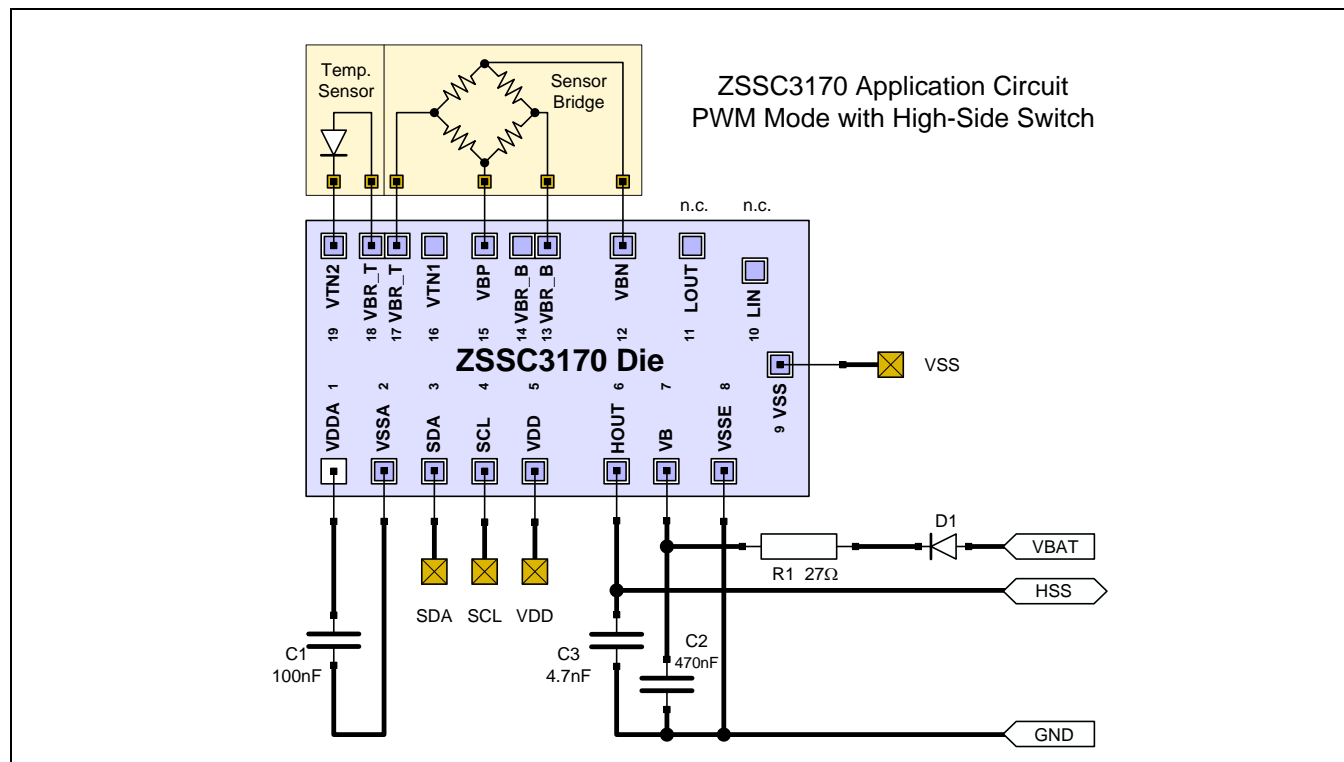 ZSSC3170 Application Circuit
PWM Mode with High-Side Switch
Temp.
Sensor
Sensor
Bridge
n.c.
n.c.
VTN2
VBR_T
VBR_T
VTN1
VBP
VBR_B
VBR_B
VBN
LOUT
LIN
19
18
17
16
15
14
13
12
11
10
ZSSC3170 Die
VSS
9
VSS
1
2
3
4
5
6
7
8
VDDA
VSSA
SDA
SCL
VDD
HOUT
VB
VSSE
D1
VBAT
R1 27Ω
HSS
SDA
SCL
VDD
C1
100nF
C3
4.7nF
C2
470nF
GND